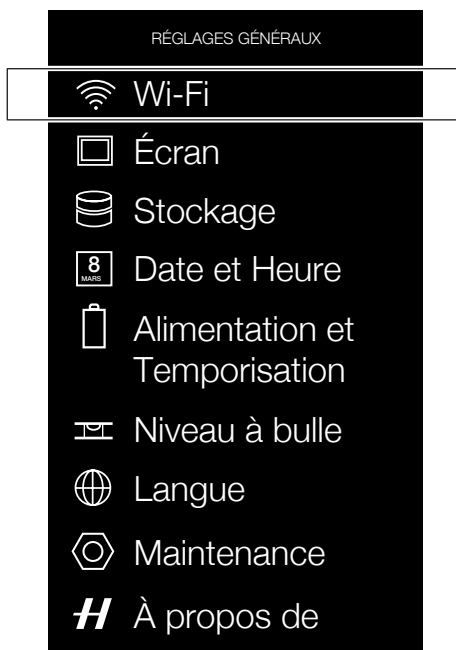 RÉGLAGES GÉNÉRAUX
Wi-Fi
Écran
Stockage
8
MARS
Date et Heure
Alimentation et
Temporisation
Niveau à bulle
Langue
Maintenance
H À propos de